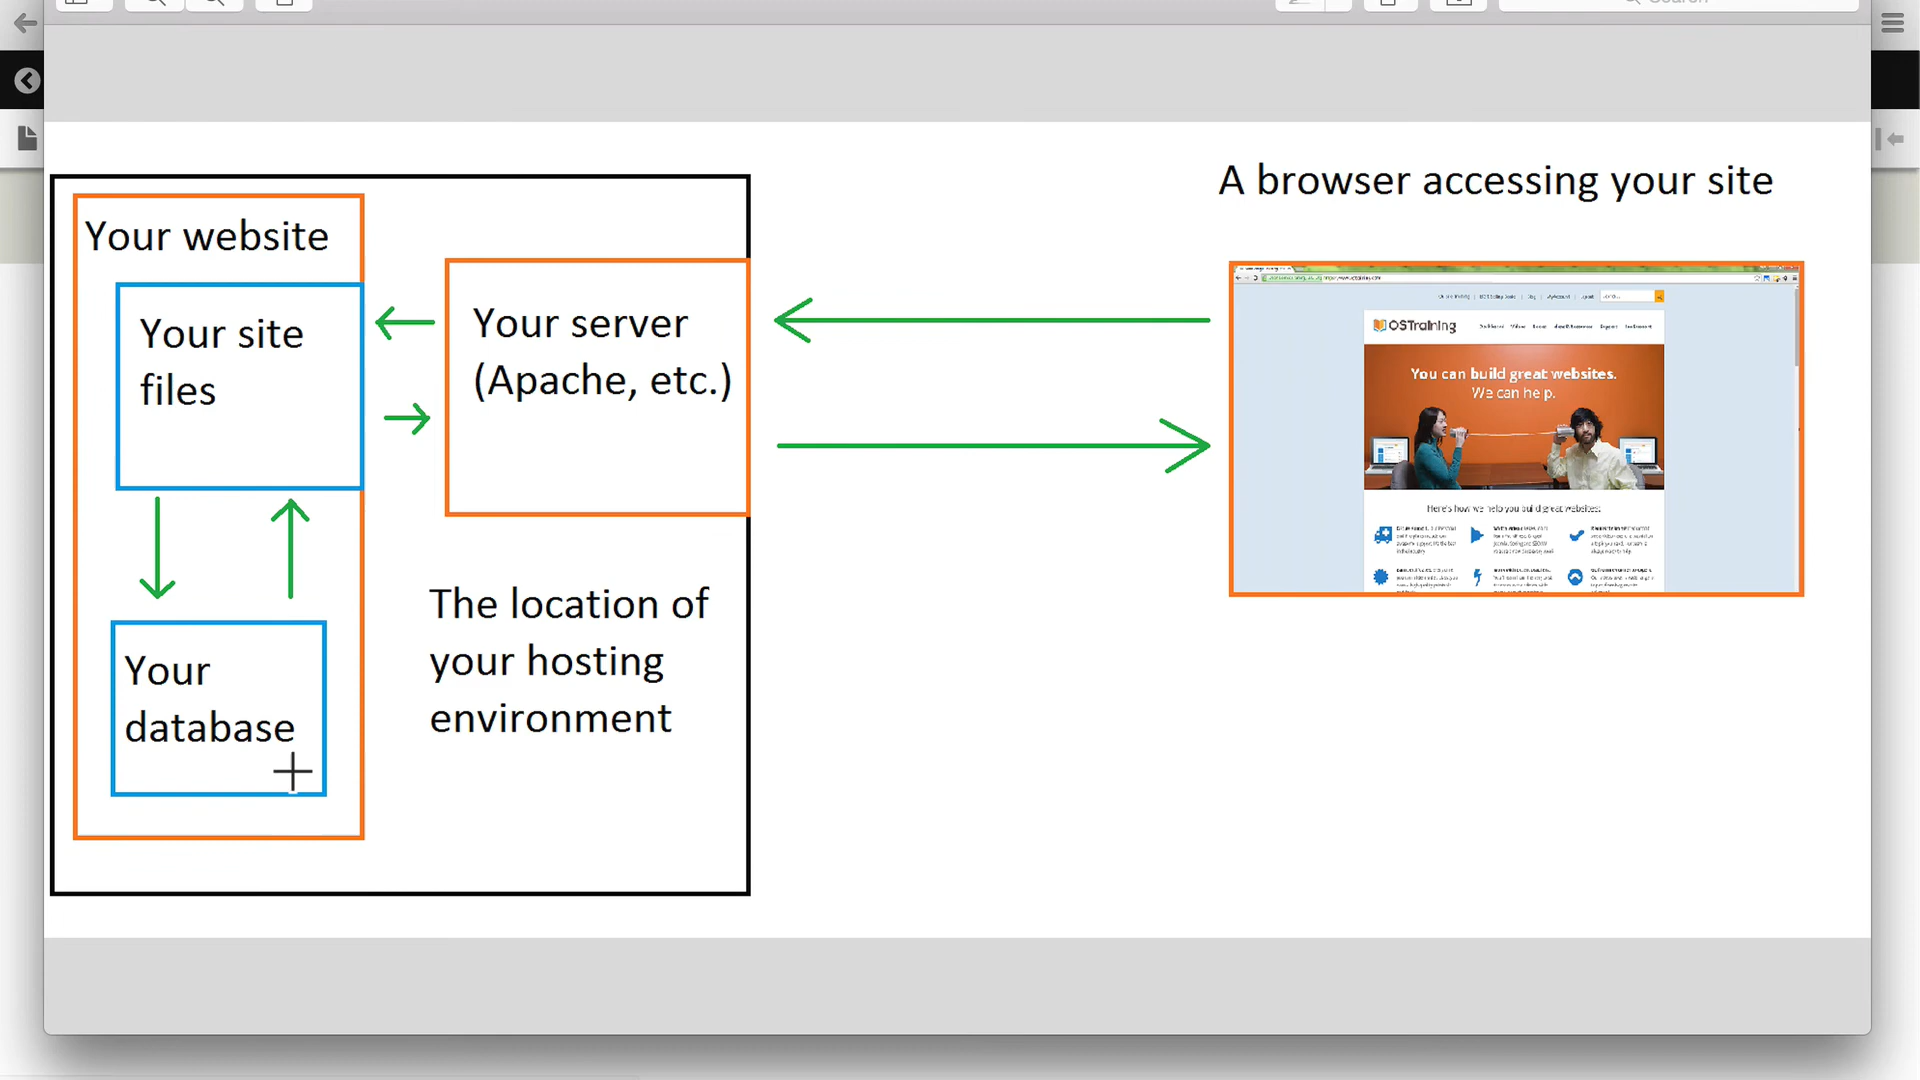 Search
A browser accessing your site
Your website
Your site
files
Your server
(Apache, etc.)
Your
database
The location of
your hosting
environment
OSTraining
You can build great websites.
We can help.
Here's how we help you build great websites: